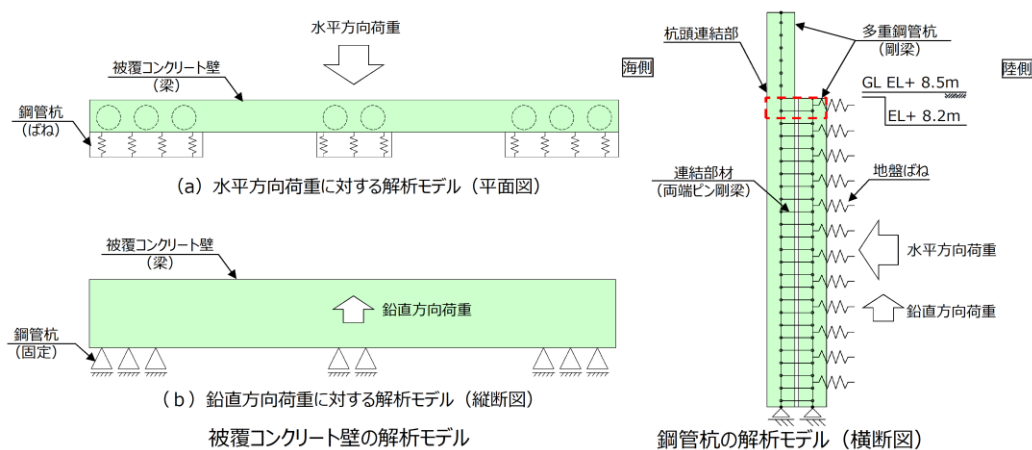 水平方向荷重
被覆コンクリート壁
（梁）
鋼管杭
（ばね）
（a）水平方向荷重に対する解析モデル（平面図）
被覆コンクリート壁
（梁）
鉛直方向荷重
鋼管杭
（固定）
（ｂ）鉛直方向荷重に対する解析モデル（縦断図）
被覆コンクリート壁の解析モデル
杭頭連結部
多重鋼管杭
（剛梁）
海側
陸側
GL EL+ 8.5m
EL+ 8.2m
連結部材
（両端ピン剛梁）
地盤ばね
水平方向荷重
鉛直方向荷重
鋼管杭の解析モデル（横断図）